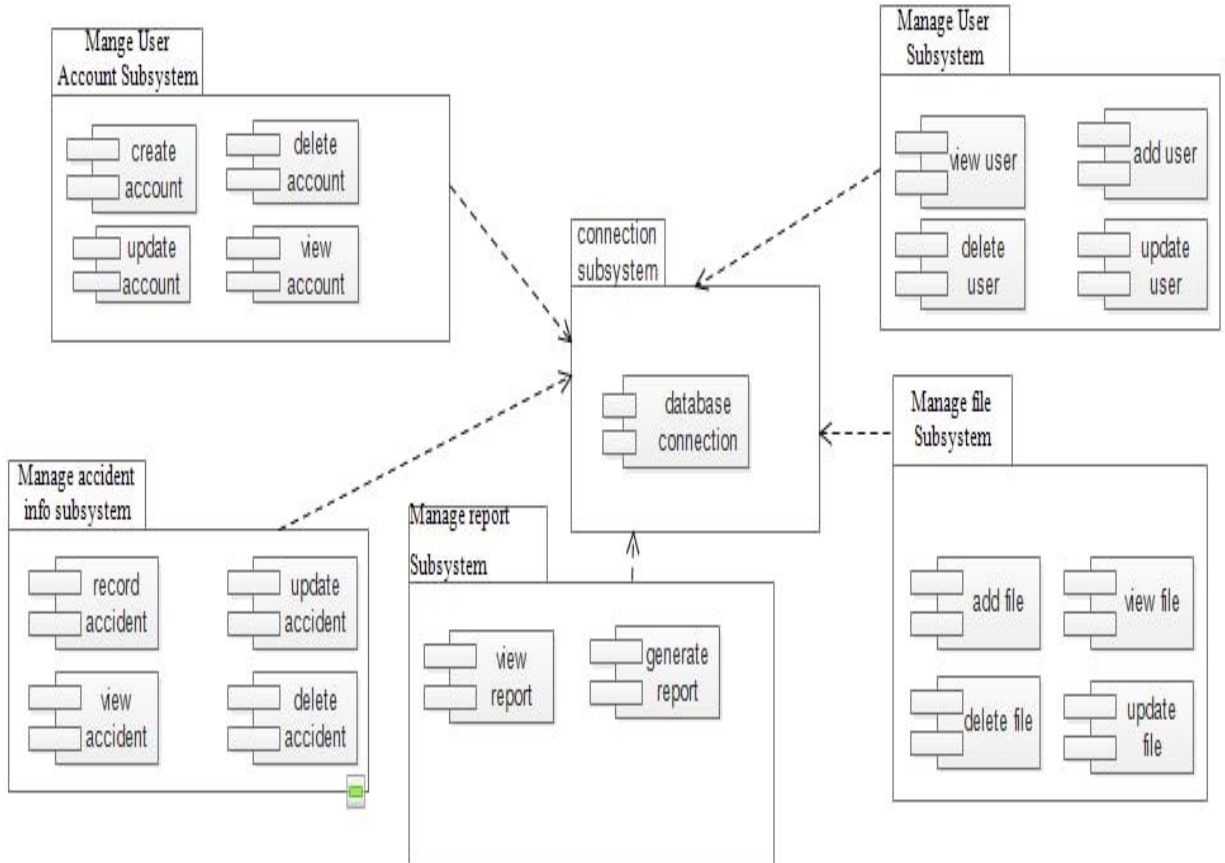 Mange User
Account Subsystem
create
account
delete
account
update
account
view
account
Manage User
Subsystem
view user
add user
delete
user
update
user
connection
subsystem
database
connection
Manage file
Subsystem
add file
view file
delete file
update
file
Manage accident
info subsystem
record
accident
update
accident
view
accident
delete
accident
Manage report
Subsystem
view
report
generate
report